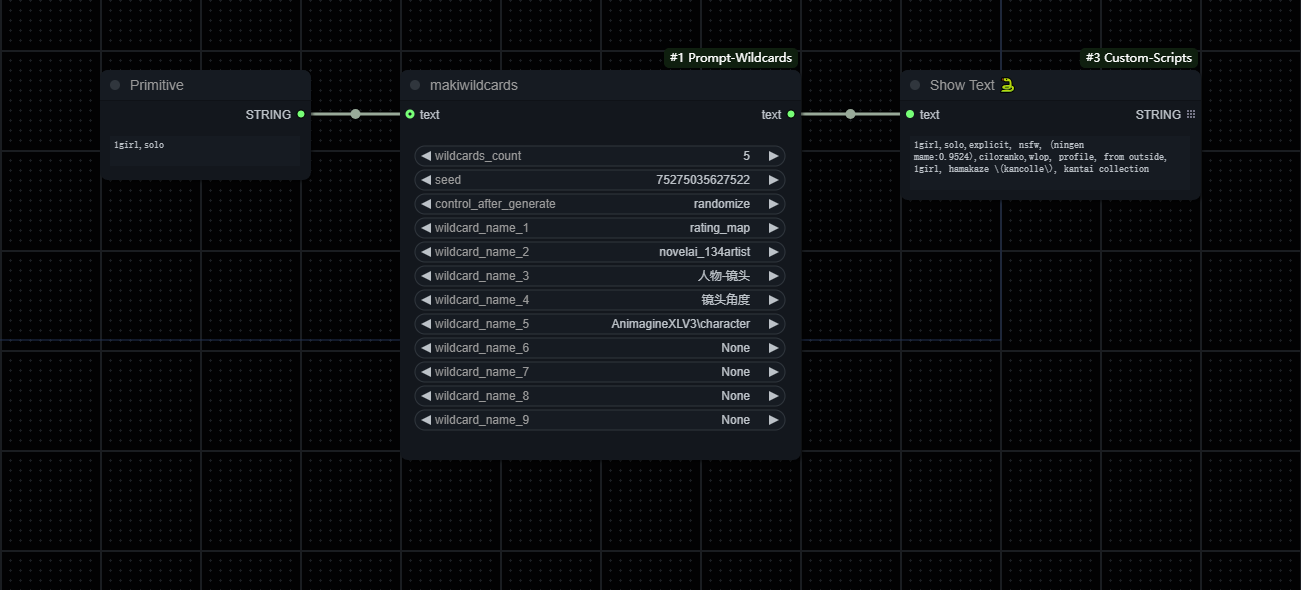 #1 Prompt-Wildcards
#3 Custom-Scripts
Primitive
makiwildcards
Show Text 🐍
STRING
text
text
text
STRING
1girl,solo
wildcards_count 5
seed 75275035627522
control_after_generate randomize
wildcard_name_1 rating_map
wildcard_name_2 novelai_134artist
wildcard_name_3 人物-镜头
wildcard_name_4 镜头角度
wildcard_name_5 AnimagineXLV3\character
wildcard_name_6 None
wildcard_name_7 None
wildcard_name_8 None
wildcard_name_9 None
1girl,solo,explicit, nsfw, (ningen
mame:0.9524),ciloranko,wlop, profile, from outside,
1girl, hamakaze \(kancolle\), kantai collection